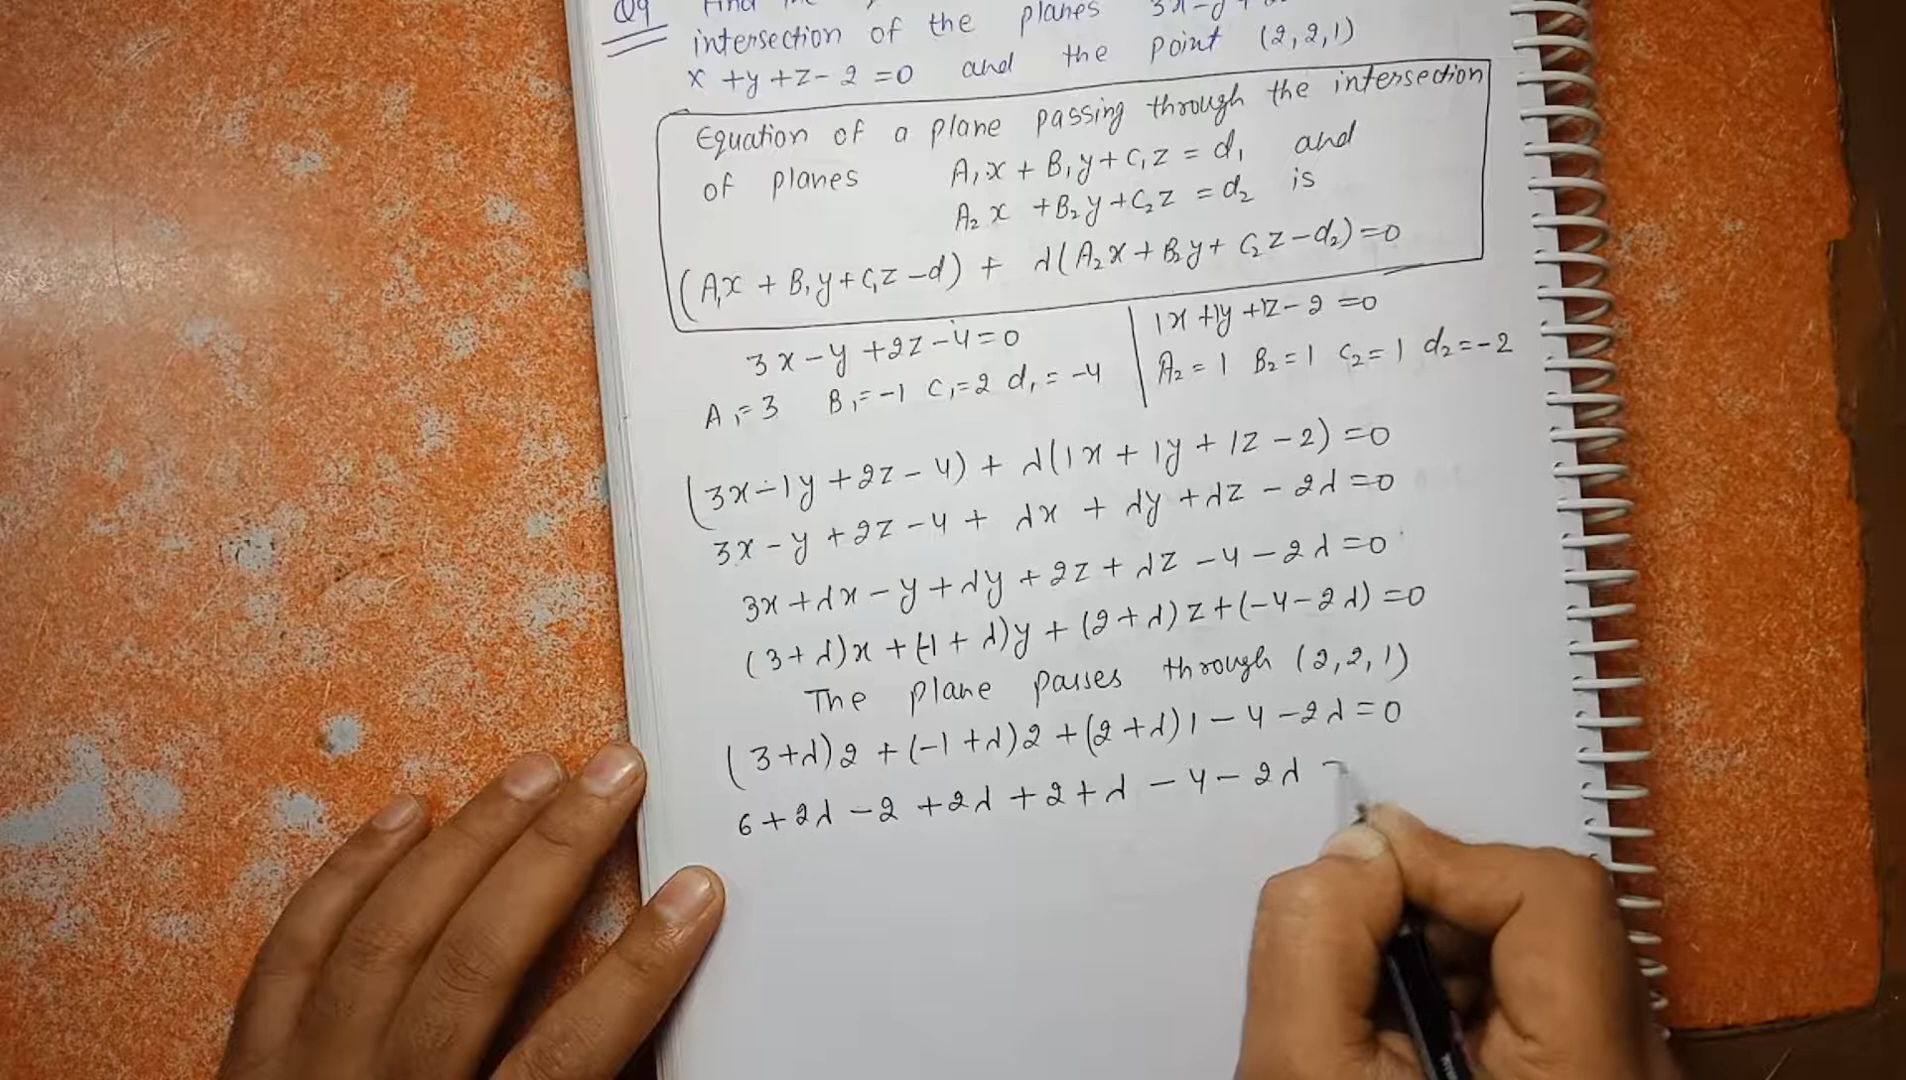 Q9 Find the
intersection of the planes 3x-y+2
x+y+z-2=0 and the point (2,2,1)
Equation of a plane passing through the intersection
of planes A₁x + B₁y + C₁z = d₁ and
A₂x + B₂y + C₂z = d₂ is
(A₁x + B₁y + C₁z - d) + λ(A₂x + B₂y + C₂z - d₂) = 0
3x - y + 2z - 4 = 0
A₁ = 3 B₁ = -1 C₁ = 2 d₁ = -4
1x + 1y + 1z - 2 = 0
A₂ = 1 B₂ = 1 C₂ = 1 d₂ = -2
(3x - 1y + 2z - 4) + λ(1x + 1y + 1z - 2) = 0
3x - y + 2z - 4 + λx + λy + λz - 2λ = 0
3x + λx - y + λy + 2z + λz - 4 - 2λ = 0
(3 + λ)x + (-1 + λ)y + (2 + λ)z + (-4 - 2λ) = 0
The plane passes through (2,2,1)
(3 + λ)2 + (-1 + λ)2 + (2 + λ)1 - 4 - 2λ = 0
6 + 2λ - 2 + 2λ + 2 + λ - 4 - 2λ